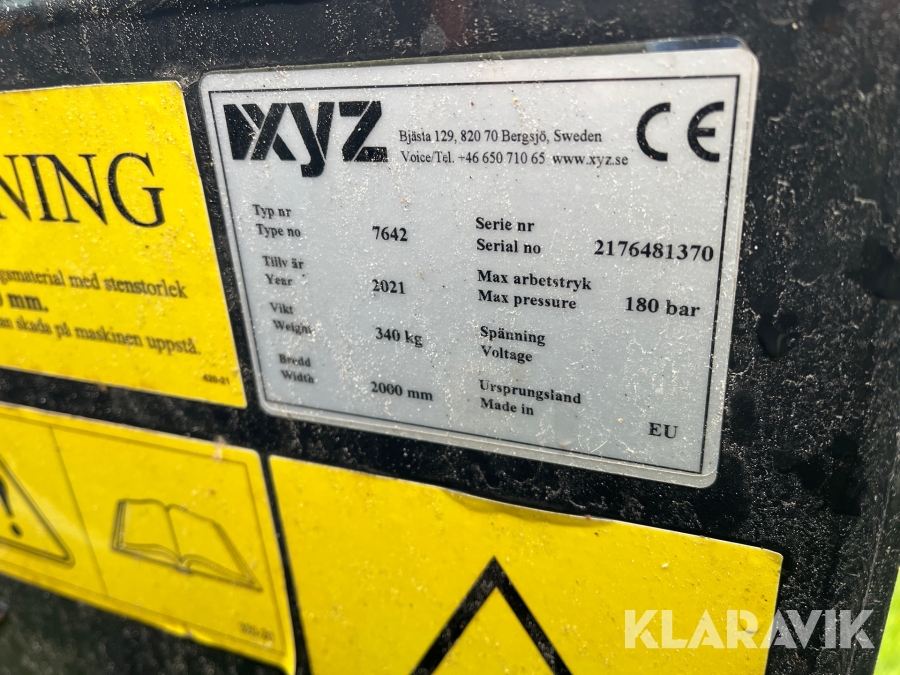 XYZ
Bjästa 129, 820 70 Bergsjö, Sweden
Voice/Tel. +46 650 710 65 www.xyz.se
CE
Typ nr
Type no 7642
Serie nr
Serial no 2176481370
Tillv år
Year 2021
Max arbetstryk
Max pressure 180 bar
Vikt
Weight 340 kg
Spänning
Voltage
Bredd
Width 2000 mm
Ursprungsland
Made in EU
NING
gsmaterial med stenstorlek
0 mm.
an skada på maskinen uppstå.
KLARAVIK